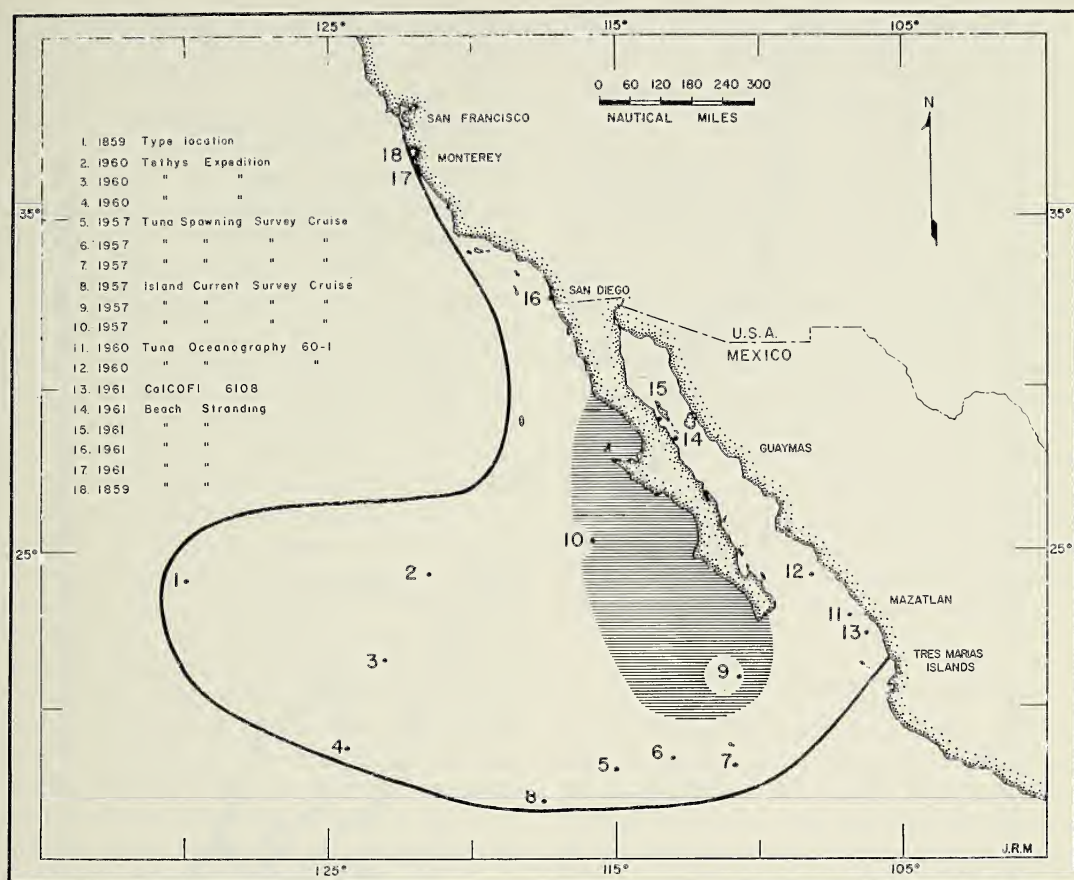 125° 115° 105°
0 60 120 180 240 300
NAUTICAL MILES
N
SAN FRANCISCO
18 MONTEREY
17
1. 1859 Type location
2. 1960 Tethys Expedition
3. 1960 " "
4. 1960 " "
5. 1957 Tuna Spawning Survey Cruise
6. 1957 " " " "
7. 1957 " " " "
8. 1957 Island Current Survey Cruise
9. 1957 " " " "
10. 1957 " " " "
11. 1960 Tuna Oceanography 60-1
12. 1960 " " "
13. 1961 CalCOFI 6108
14. 1961 Beach Stranding
15. 1961 " "
16. 1961 " "
17. 1961 " "
18. 1859 " "
35° 35°
16 SAN DIEGO
U.S.A.
MEXICO
15
14
GUAYMAS
25° 25°
10
1
2
12
MAZATLAN
11
13
TRES MARIAS
ISLANDS
3
9
4
5
6
7
8
J.R.M
125° 115° 105°